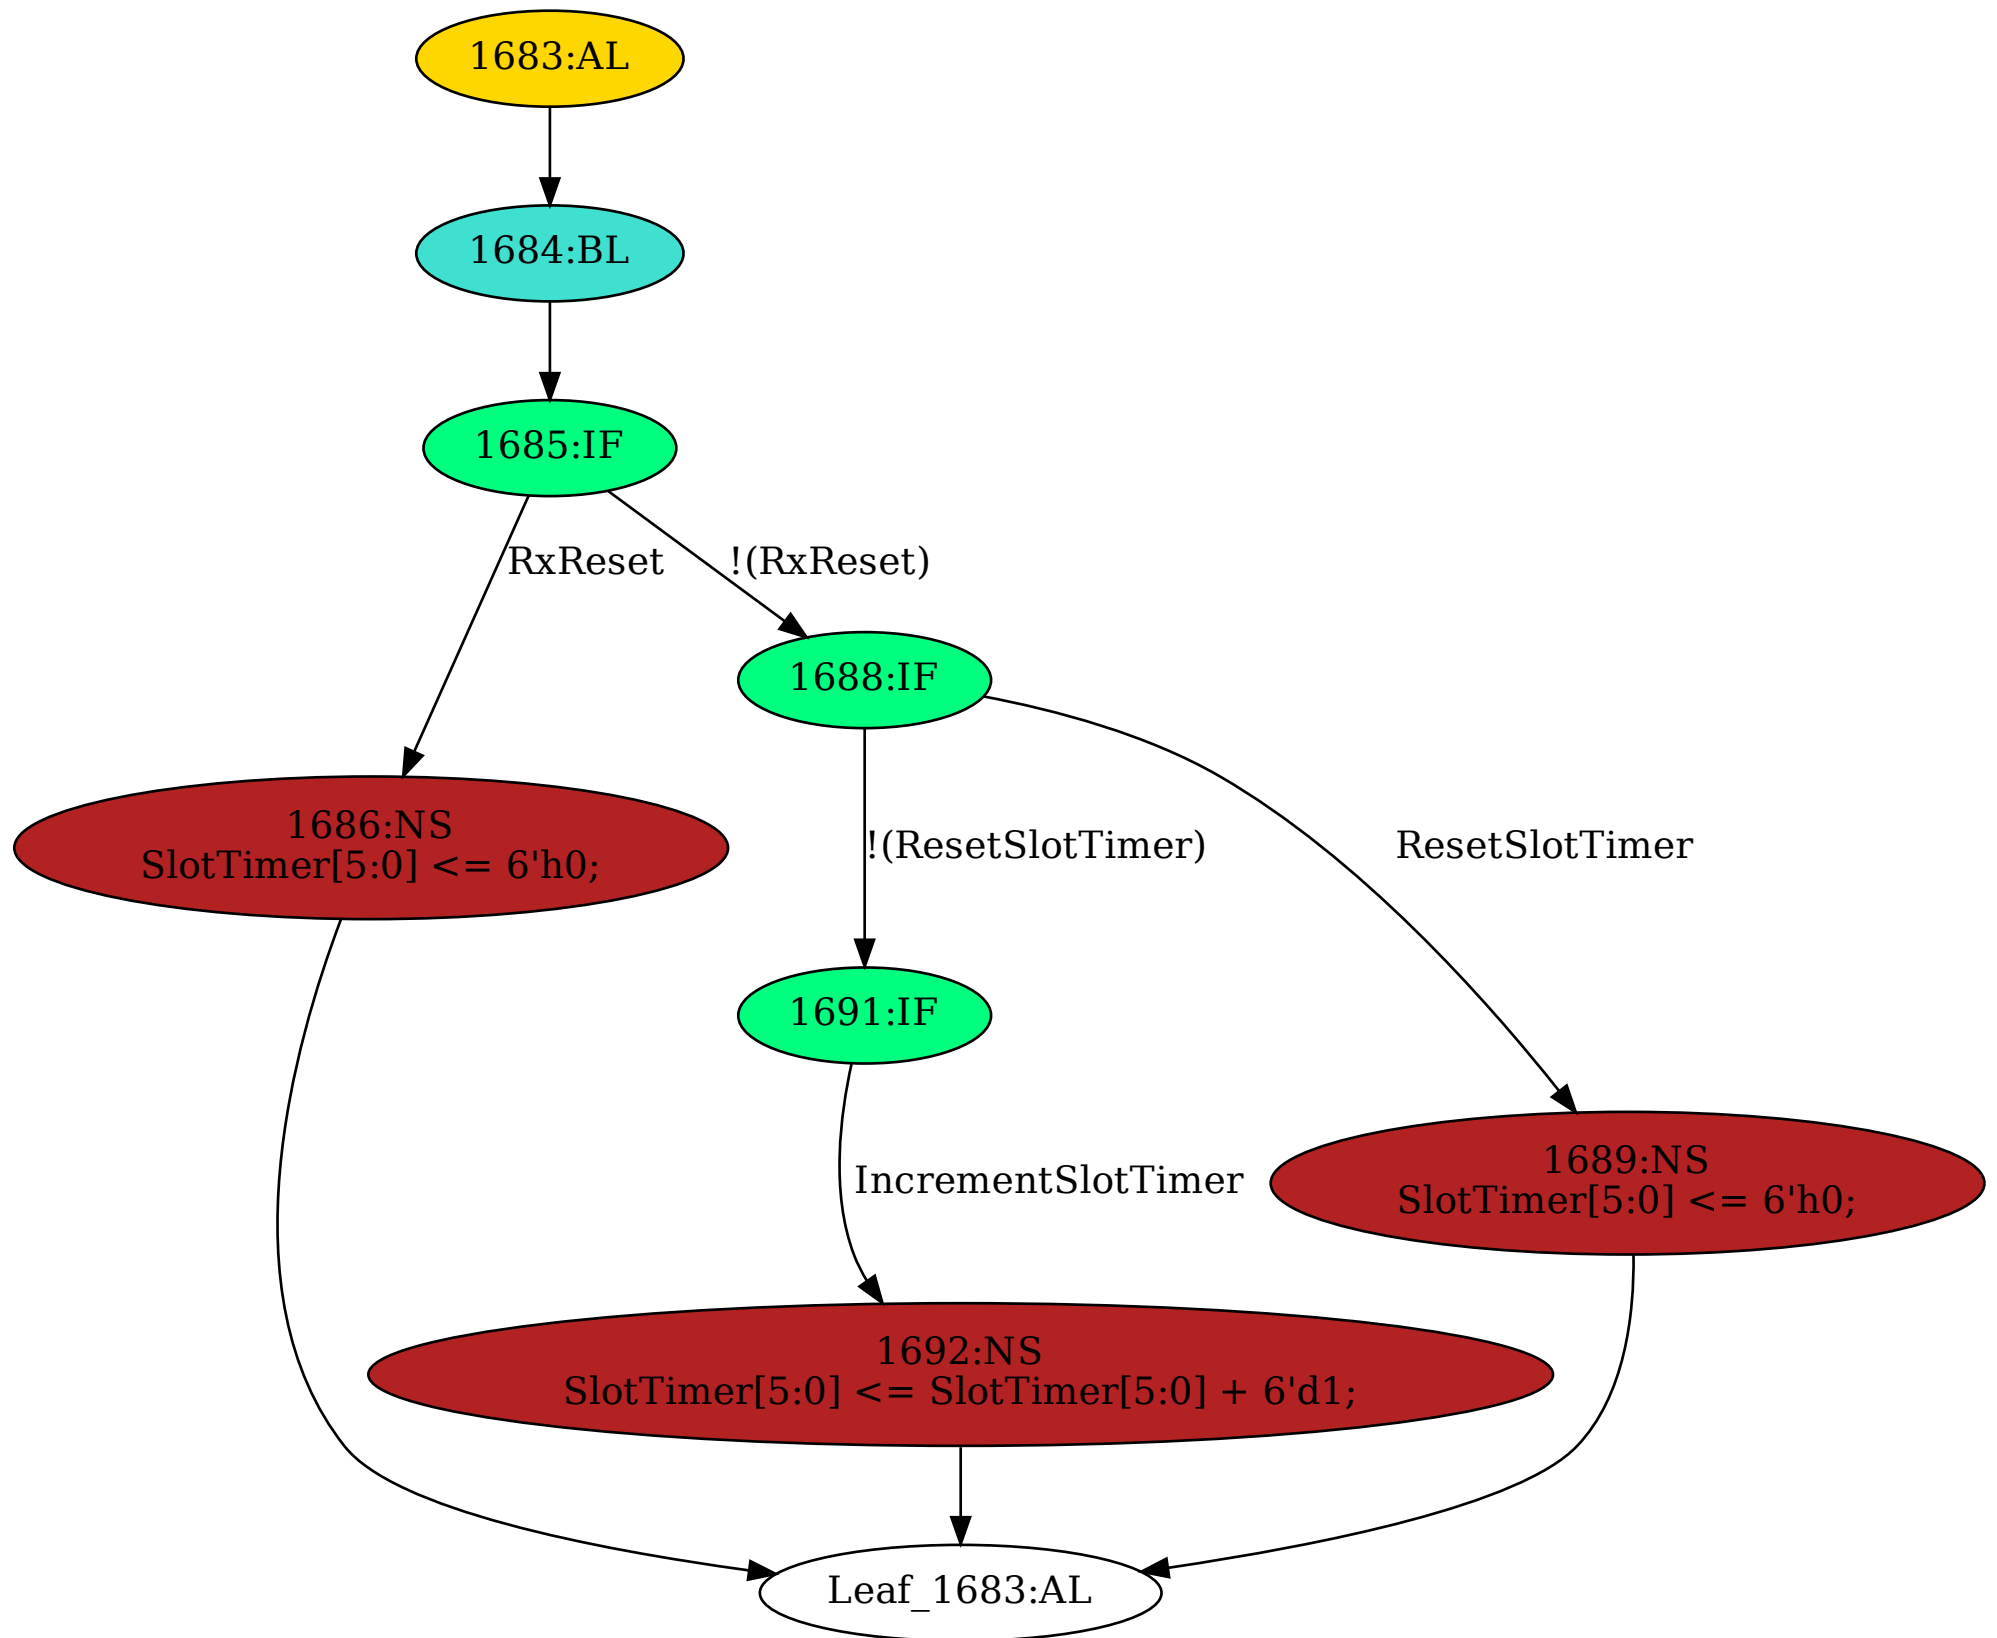 1683:AL
1684:BL
1685:IF
RxReset
!(RxReset)
1688:IF
1686:NS
SlotTimer[5:0] <= 6'h0;
!(ResetSlotTimer)
ResetSlotTimer
1691:IF
IncrementSlotTimer
1689:NS
SlotTimer[5:0] <= 6'h0;
1692:NS
SlotTimer[5:0] <= SlotTimer[5:0] + 6'd1;
Leaf_1683:AL